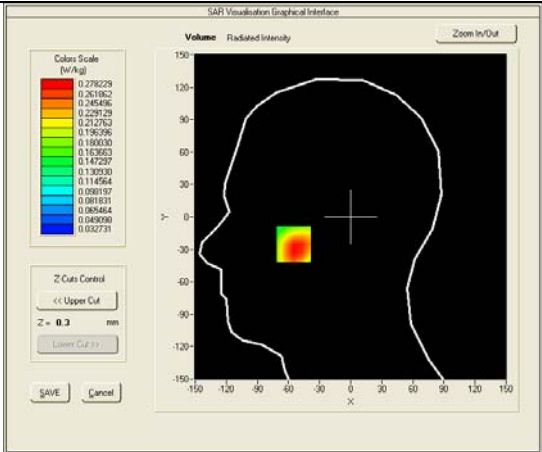 SAR Visualisation Graphical Interface
Volume Radiated Intensity
Zoom In/Out
Colors Scale
(W/kg)
0.278229
0.261862
0.245496
0.229129
0.212763
0.196396
0.180030
0.163663
0.147297
0.130930
0.114564
0.098197
0.081831
0.065464
0.049098
0.032731
Z-Cuts Control
<< Upper Cut
Z = 0.3 mm
Lower Cut >>
SAVE Cancel
150
120
90
60
30
0
-30
-60
-90
-120
-150
Y
-150 -120 -90 -60 -30 0 30 60 90 120 150
X